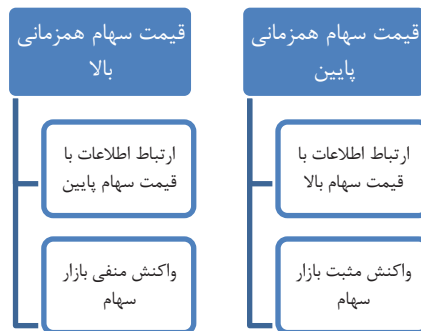 قیمت سهام همزمانی
پایین
ارتباط اطلاعات با
قیمت سهام بالا
واکنش مثبت بازار
سهام
قیمت سهام همزمانی
بالا
ارتباط اطلاعات با
قیمت سهام پایین
واکنش منفی بازار
سهام